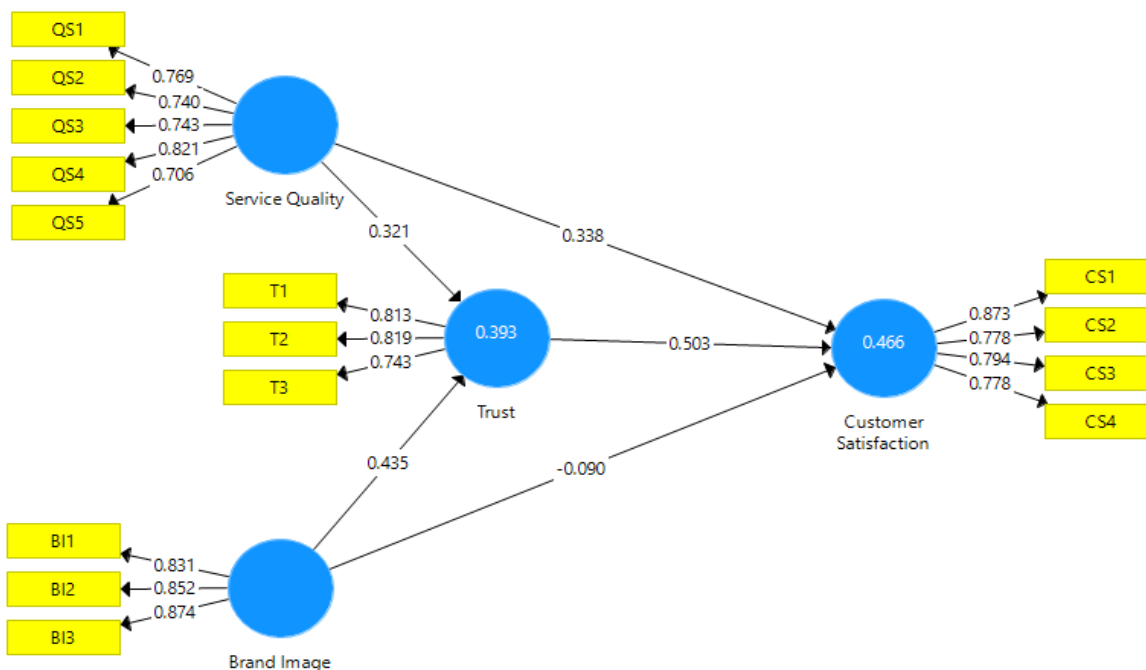 QS1
0.769
QS2
0.740
QS3
0.743
QS4
0.821
QS5
0.706
Service Quality
0.321
0.338
T1
0.813
T2
0.819
T3
0.743
0.393
Trust
0.503
0.466
Customer
Satisfaction
CS1
0.873
CS2
0.778
CS3
0.794
CS4
0.778
0.435
-0.090
BI1
0.831
BI2
0.852
BI3
0.874
Brand Image